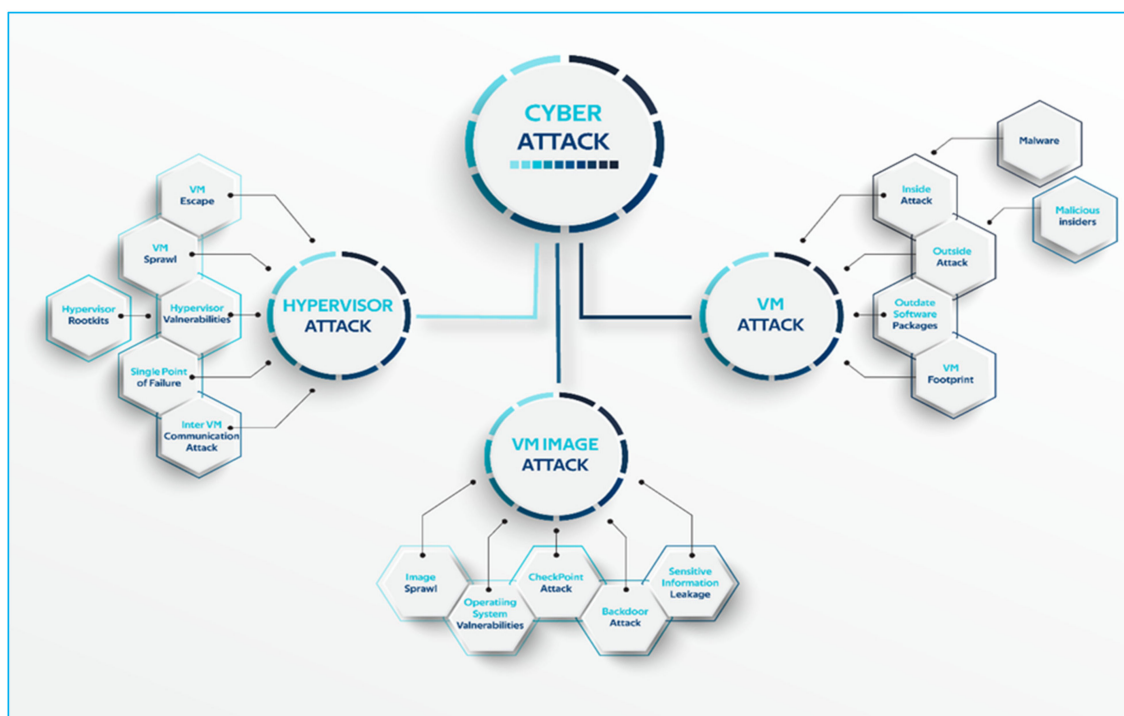 CYBER
ATTACK
HYPERVISOR
ATTACK
VM
Escape
VM
Sprawl
Hypervisor
Valnerabilities
Hypervisor
Rootkits
Single Point
of Failure
Inter VM
Communication
Attack
VM IMAGE
ATTACK
Image
Sprawl
Operatiing
System
Valnerabilities
CheckPoint
Attack
Backdoor
Attack
Sensitive
Information
Leakage
VM
ATTACK
Inside
Attack
Malware
Outside
Attack
Malicious
insiders
Outdate
Software
Packages
VM
Footprint